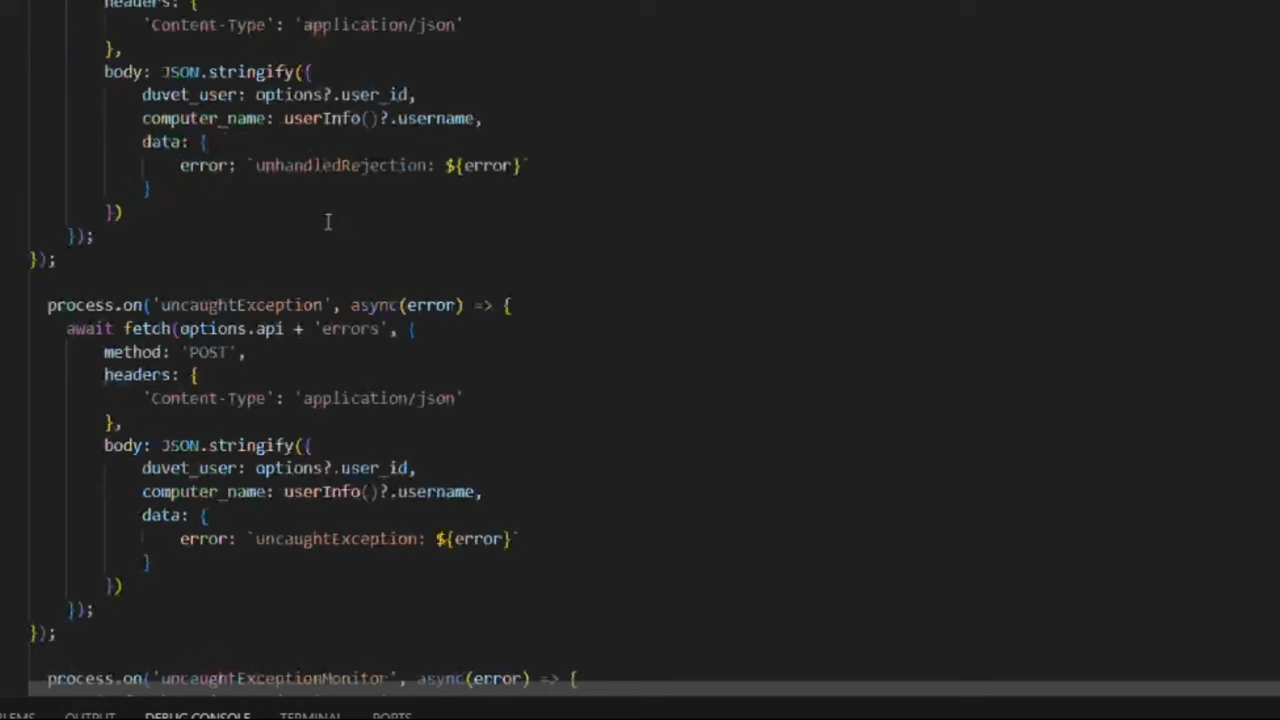 headers: {
'Content-Type': 'application/json'
},
body: JSON.stringify({
duvet_user: options?.user_id,
computer_name: userInfo()?.username,
data: {
error: `unhandledRejection: ${error}`
}
})
});
});
process.on('uncaughtException', async(error) => {
await fetch(options.api + 'errors', {
method: 'POST',
headers: {
'Content-Type': 'application/json'
},
body: JSON.stringify({
duvet_user: options?.user_id,
computer_name: userInfo()?.username,
data: {
error: `uncaughtException: ${error}`
}
})
});
});
process.on('uncaughtExceptionMonitor', async(error) => {
LEMS OUTPUT DEBUG CONSOLE TERMINAL PORTS